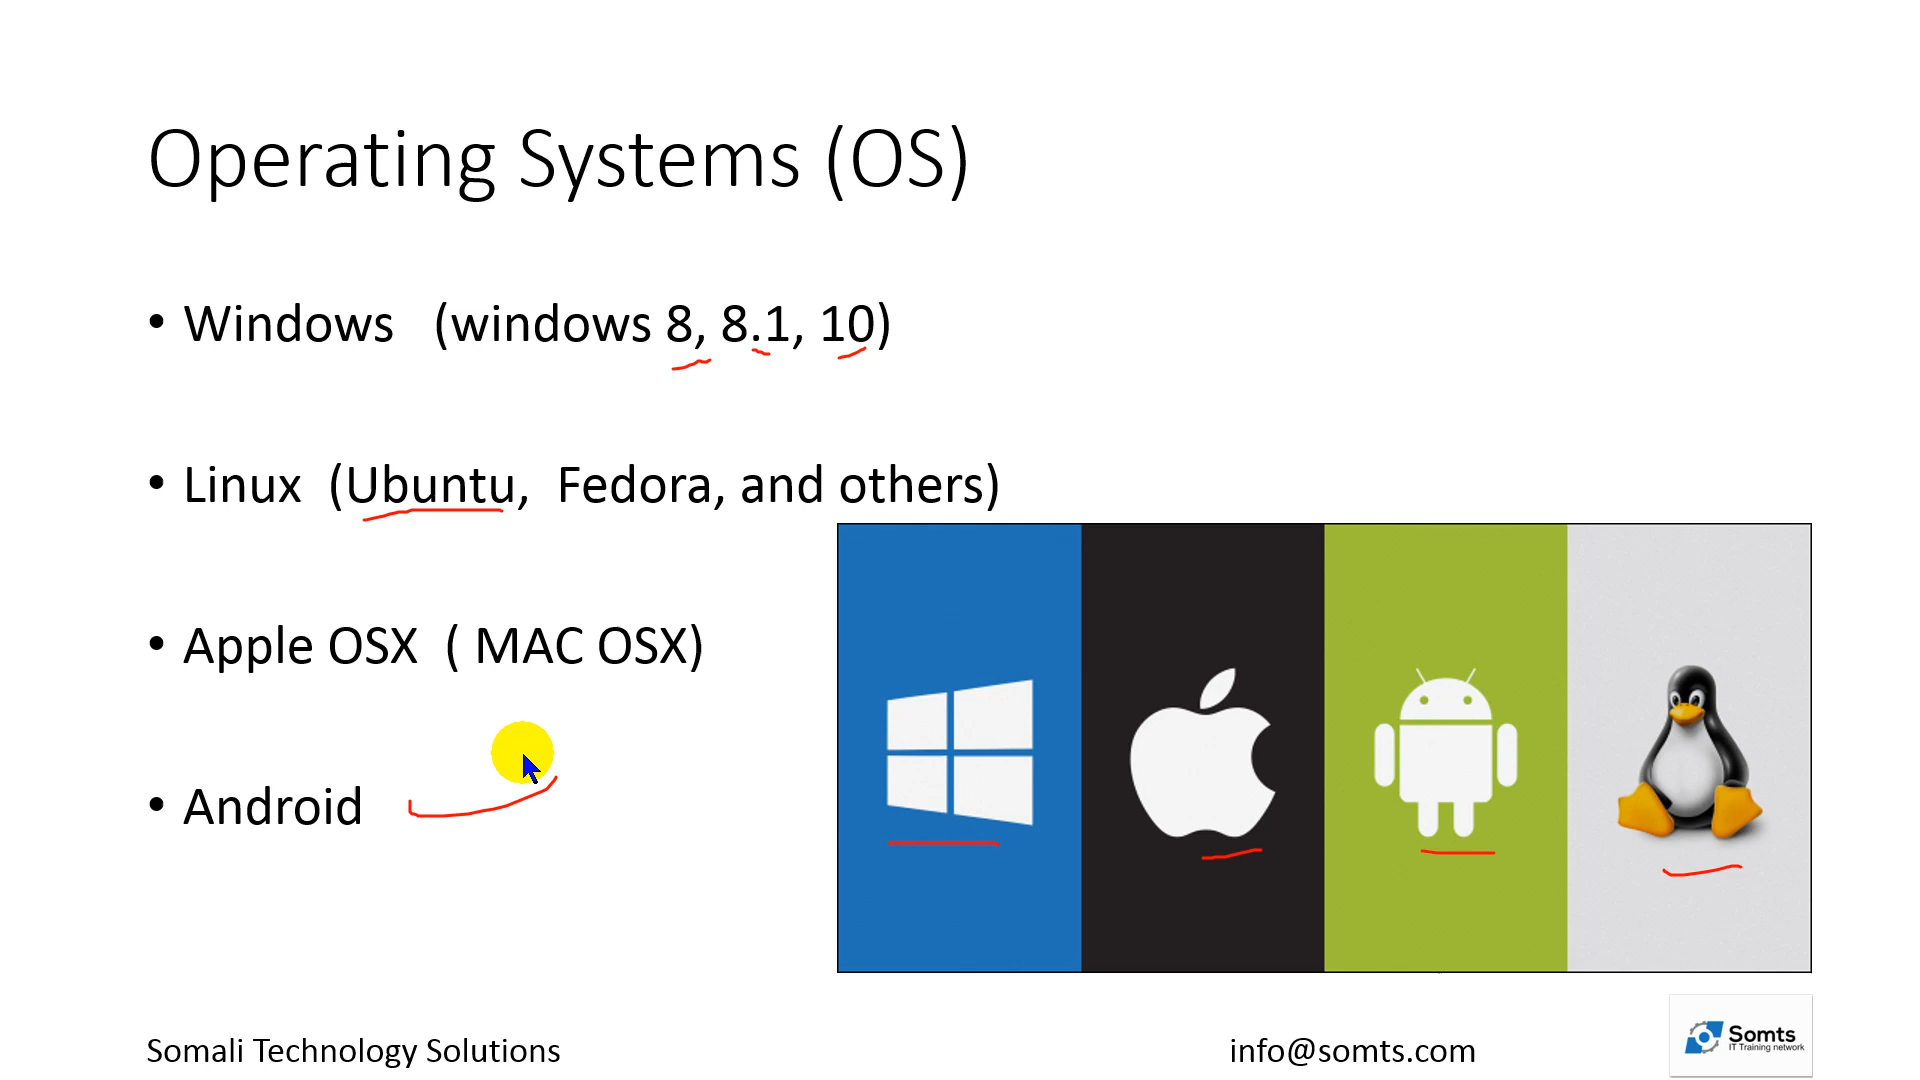 Operating Systems (OS)
• Windows (windows 8, 8.1, 10)
• Linux (Ubuntu, Fedora, and others)
• Apple OSX ( MAC OSX)
• Android
Somali Technology Solutions
info@somts.com
Somts
IT Training network